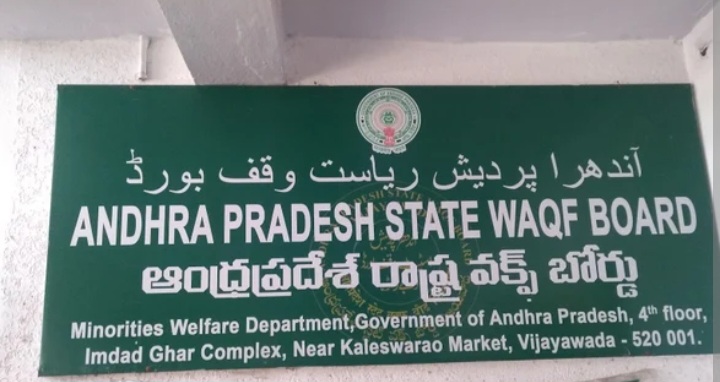 آندھرا پردیش ریاست وقف بورڈ
ANDHRA PRADESH STATE WAQF BOARD
ఆంధ్రప్రదేశ్ రాష్ట్ర వక్ఫ్ బోర్డు
Minorities Welfare Department,Government of Andhra Pradesh, 4th floor,
Imdad Ghar Complex, Near Kaleswarao Market, Vijayawada - 520 001.